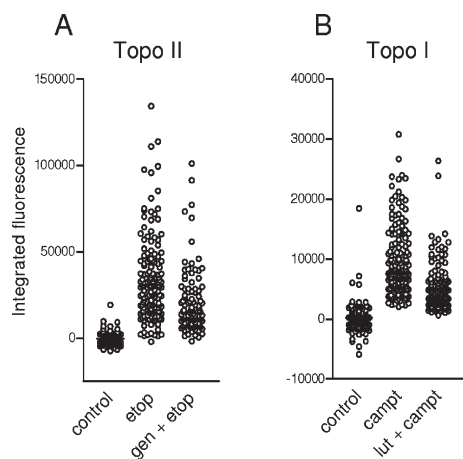 A
Topo II
Integrated fluorescence
150000
100000
50000
0
control
etop
gen + etop
B
Topo I
40000
30000
20000
10000
0
-10000
control
campt
lut + campt